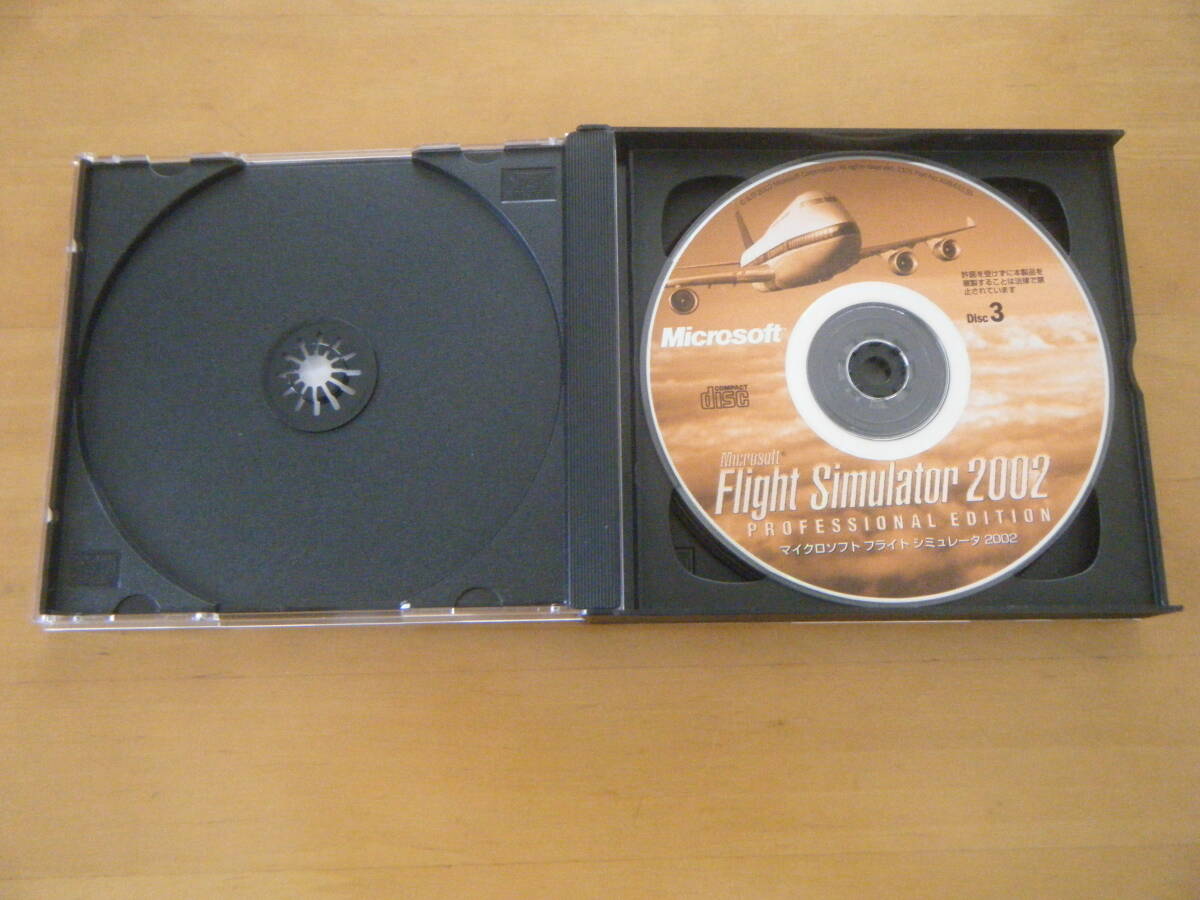 許諾を受けずに本製品を
複製することは法律で禁
止されています
Disc 3
Microsoft
COMPACT
disc
Microsoft
Flight Simulator 2002
PROFESSIONAL EDITION
マイクロソフト フライト シミュレータ 2002